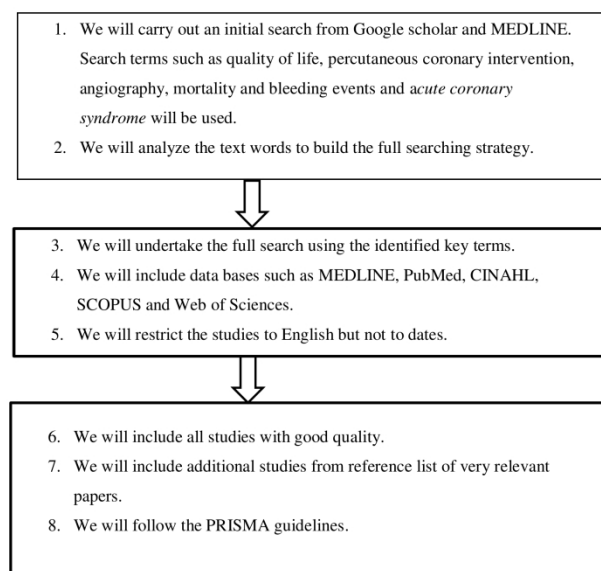 1. We will carry out an initial search from Google scholar and MEDLINE.
Search terms such as quality of life, percutaneous coronary intervention,
angiography, mortality and bleeding events and acute coronary
syndrome will be used.
2. We will analyze the text words to build the full searching strategy.
3. We will undertake the full search using the identified key terms.
4. We will include data bases such as MEDLINE, PubMed, CINAHL,
SCOPUS and Web of Sciences.
5. We will restrict the studies to English but not to dates.
6. We will include all studies with good quality.
7. We will include additional studies from reference list of very relevant
papers.
8. We will follow the PRISMA guidelines.